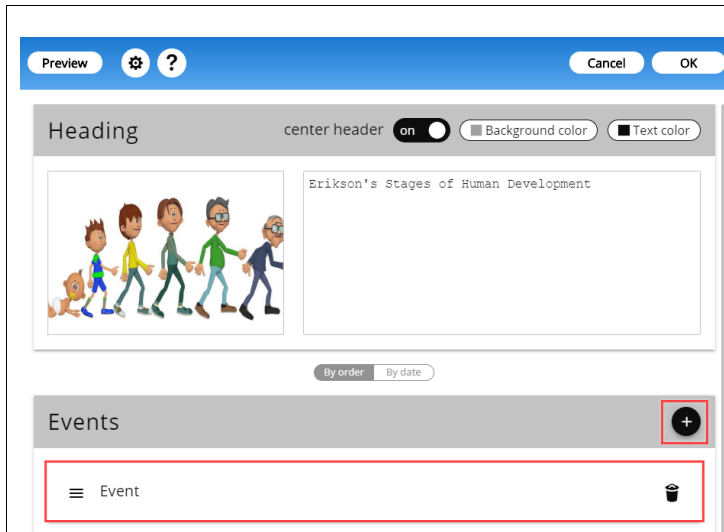 Preview ? Cancel OK
Heading center header on Background color Text color
Erikson's Stages of Human Development
By order By date
Events +
Event